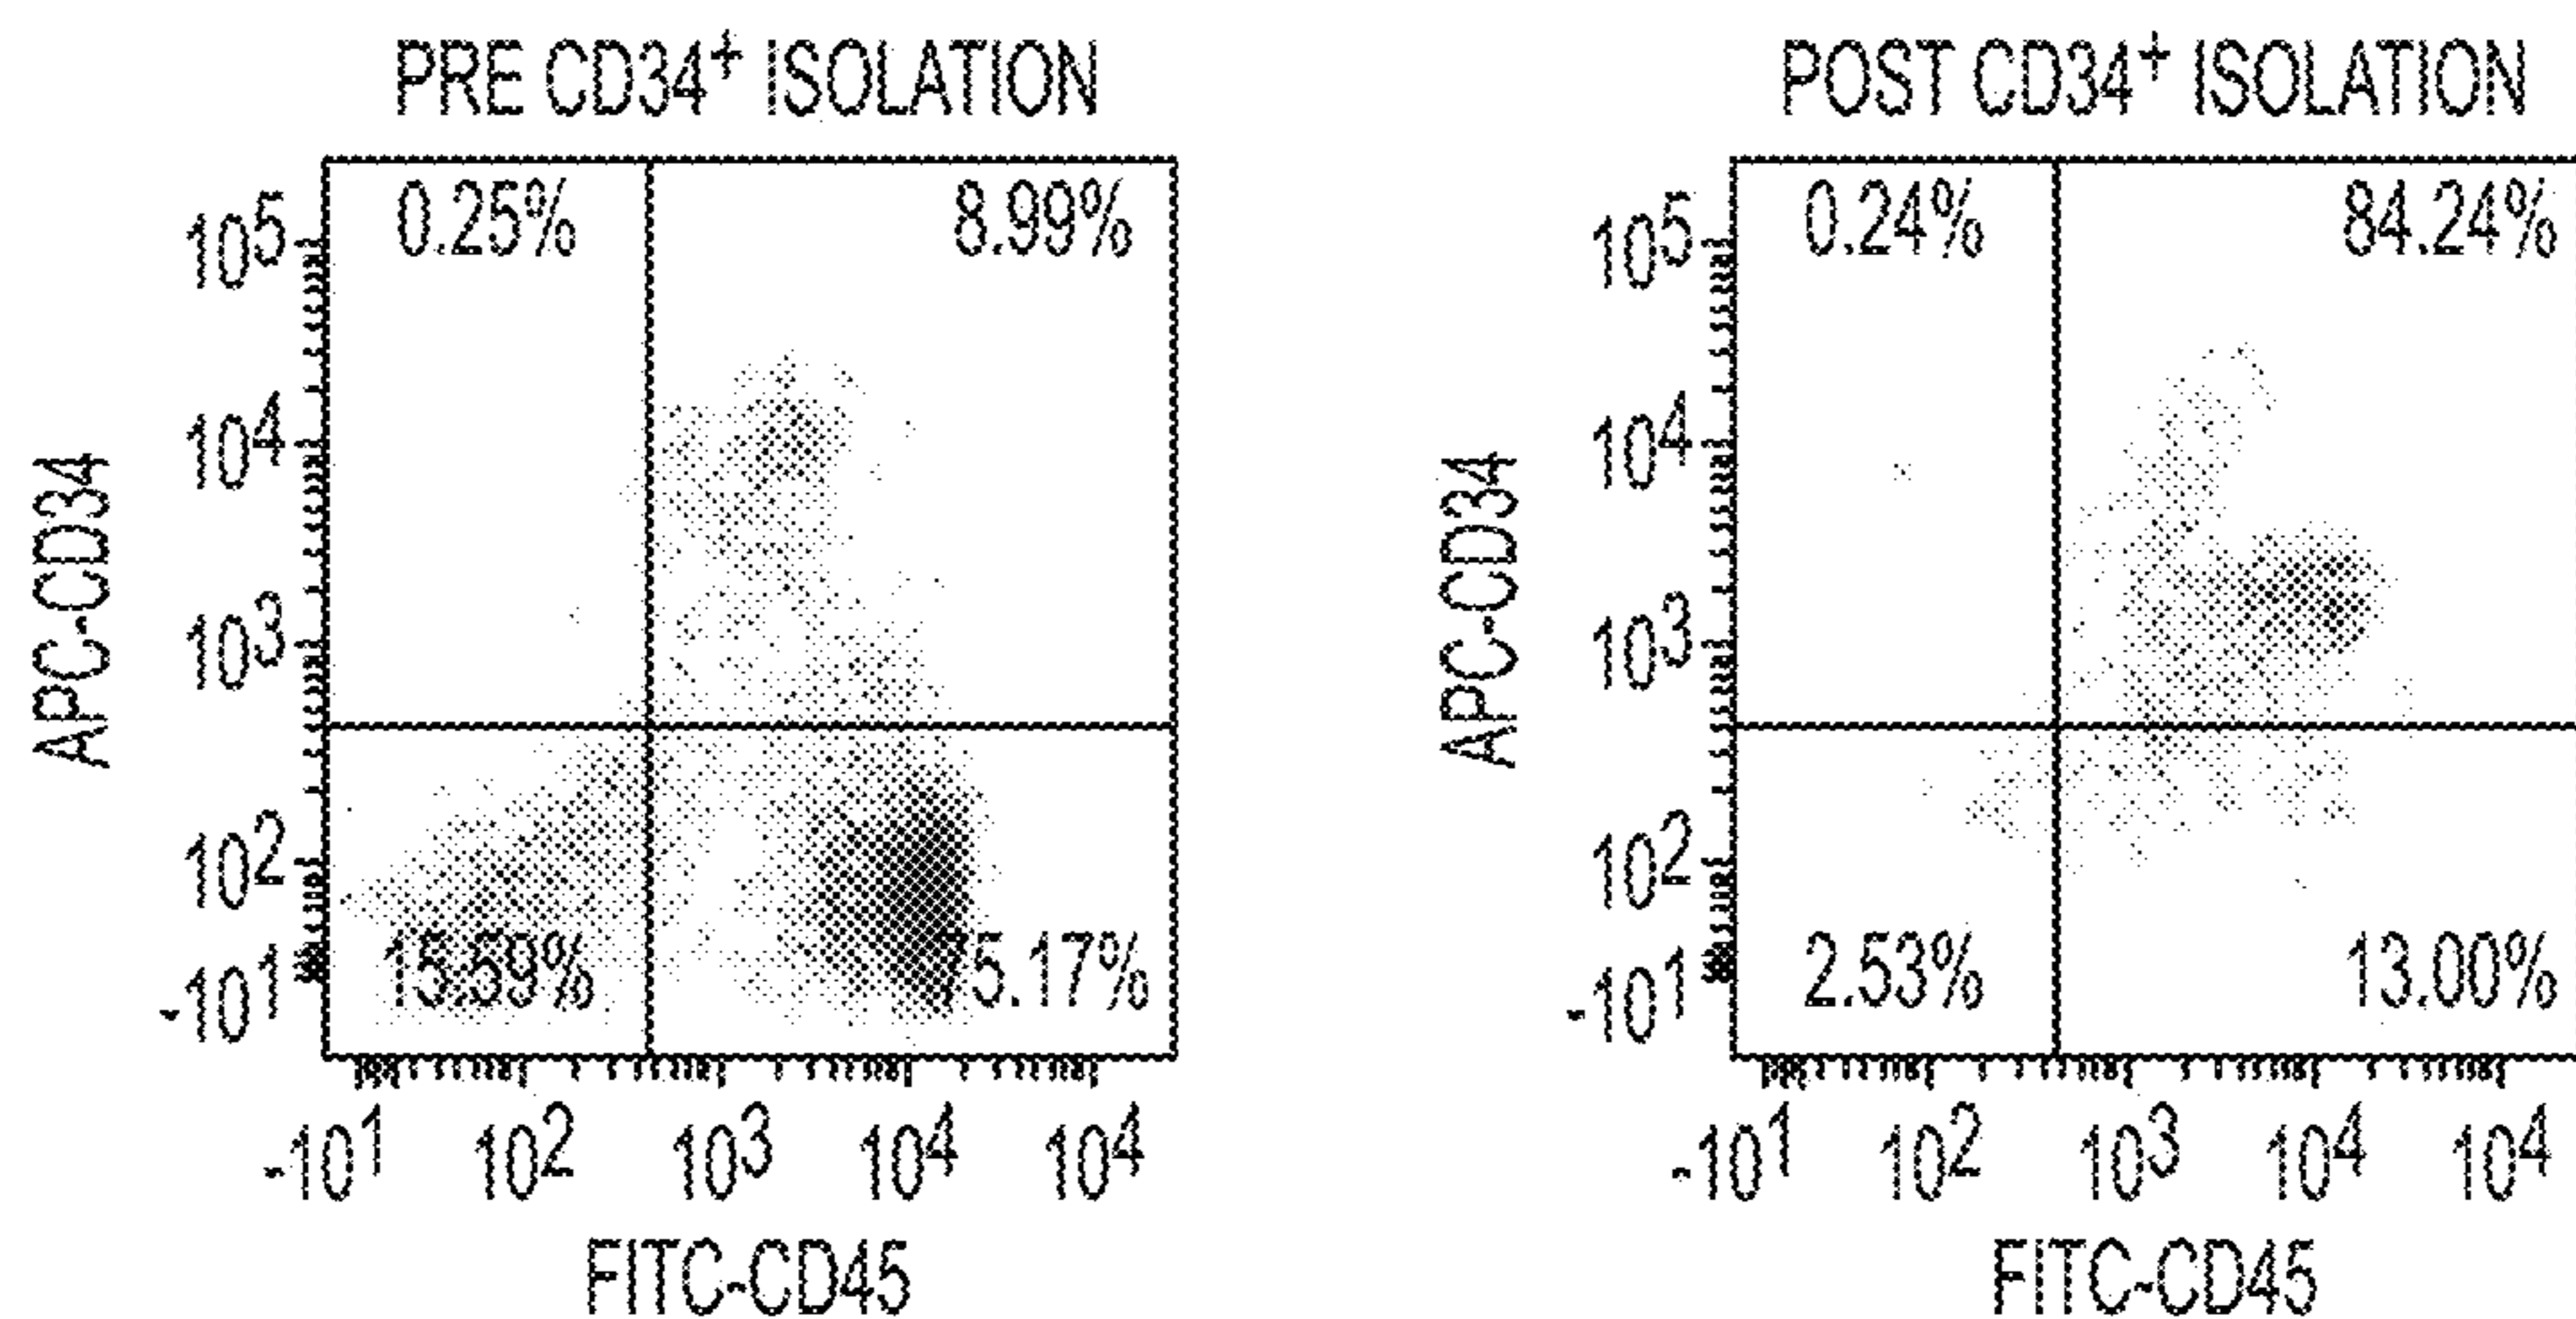 PRE CD34+ ISOLATION
0.25%
8.99%
10⁵
10⁴
10³
10²
-10¹
APC-CD34
15.59%
75.17%
-10¹ 10² 10³ 10⁴ 10⁴
FITC-CD45
POST CD34+ ISOLATION
0.24%
84.24%
10⁵
10⁴
10³
10²
-10¹
APC-CD34
2.53%
13.00%
-10¹ 10² 10³ 10⁴ 10⁴
FITC-CD45